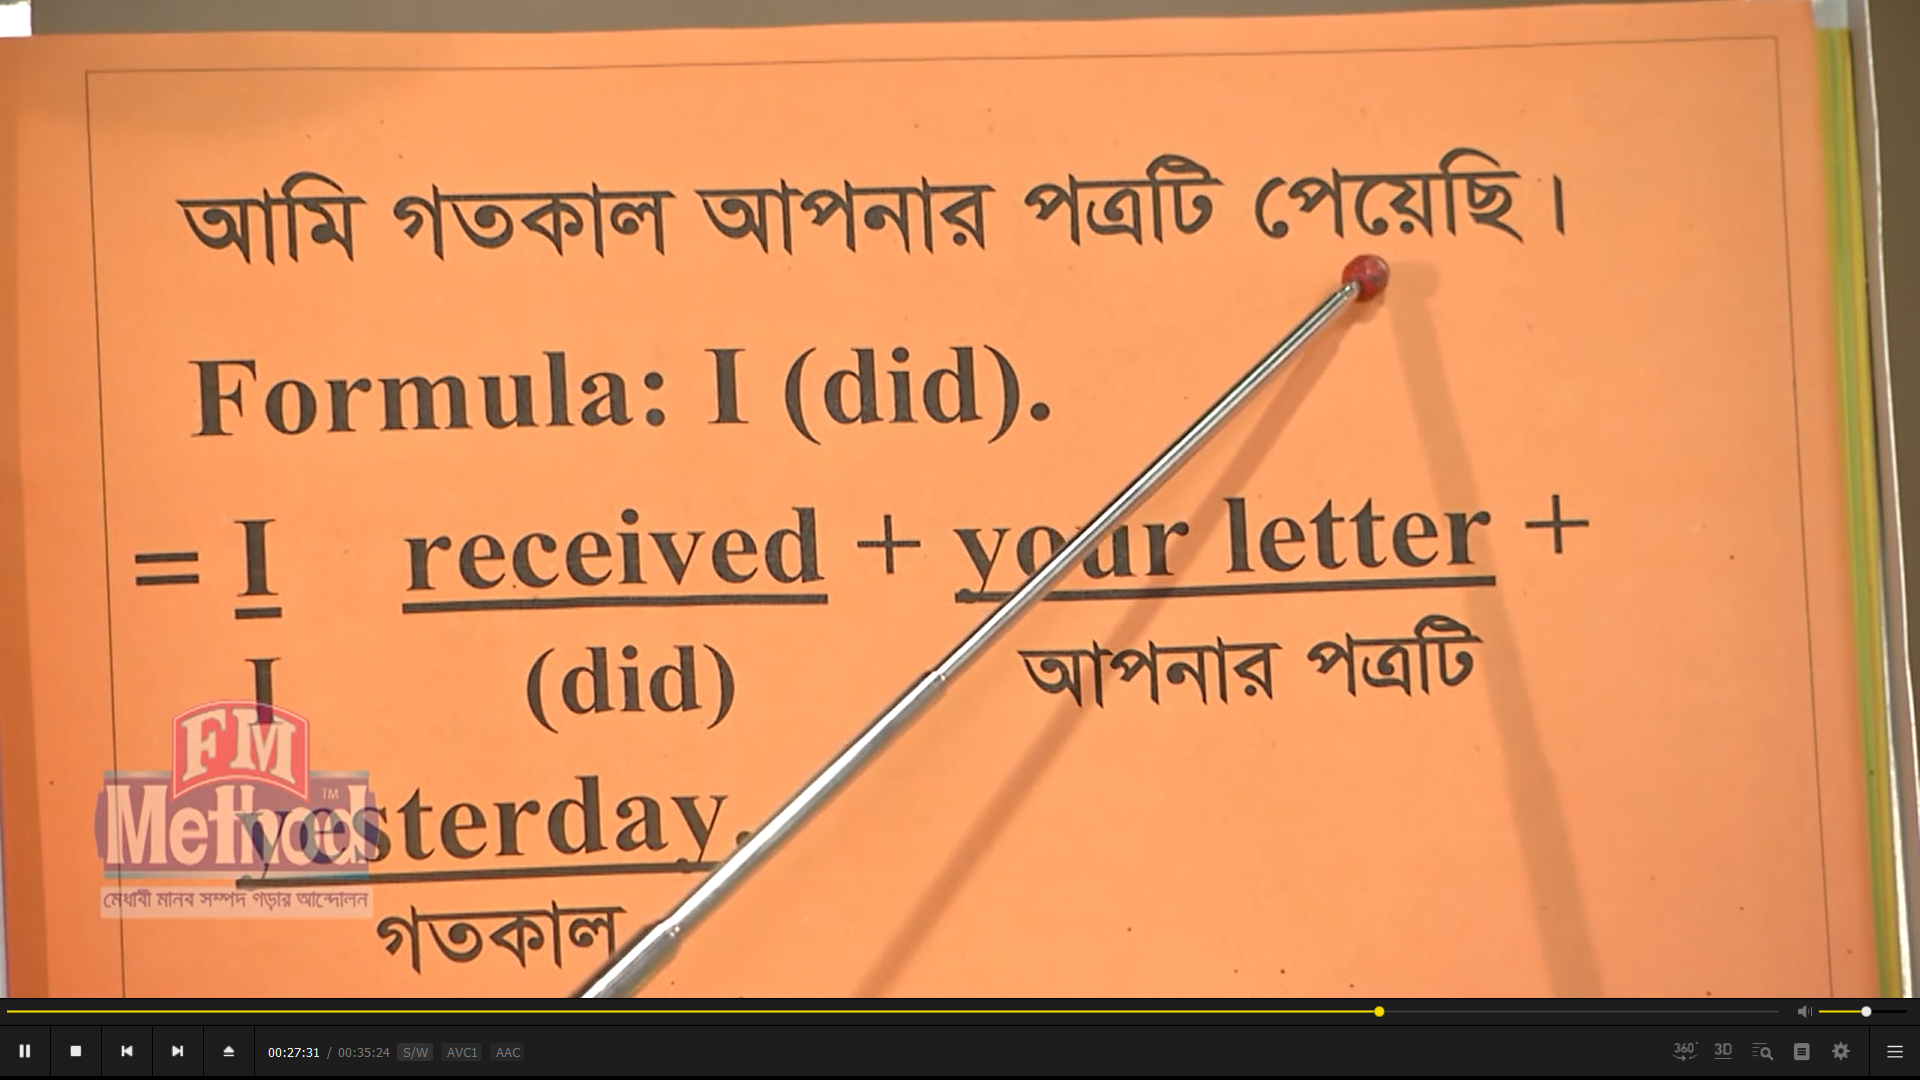 আমি গতকাল আপনার পত্রটি পেয়েছি।
Formula: I (did).
= I received + your letter +
I (did) আপনার পত্রটি
yesterday.
গতকাল
FM
Methods™
মেধাবী মানব সম্পদ গড়ার আন্দোলন
00:27:31 / 00:35:24 S/W AVC1 AAC 360° 3D